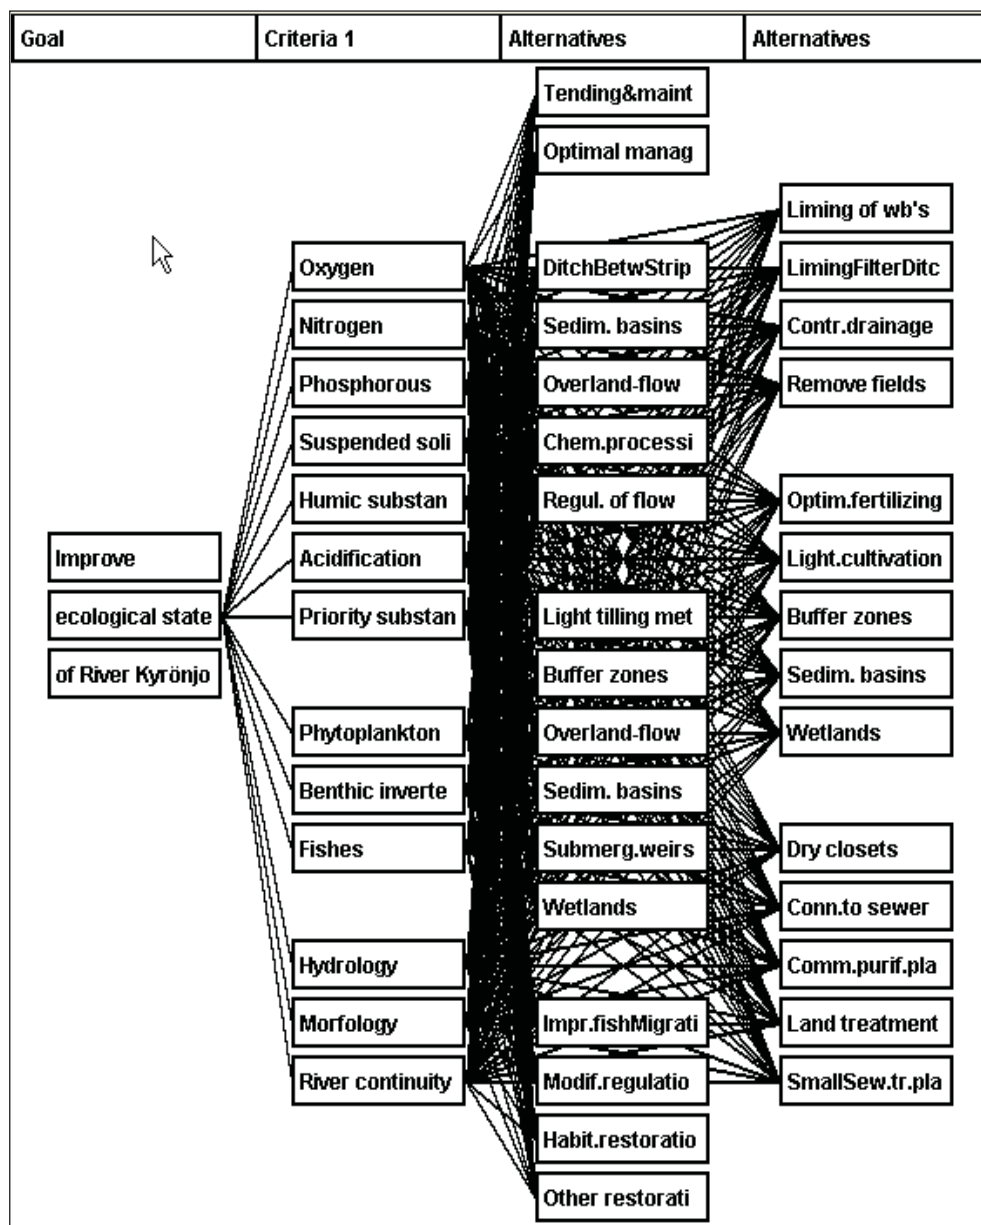 Goal
Criteria 1
Alternatives
Alternatives
Improve
ecological state
of River Kyrönjo
Oxygen
Nitrogen
Phosphorous
Suspended soli
Humic substan
Acidification
Priority substan
Phytoplankton
Benthic inverte
Fishes
Hydrology
Morfology
River continuity
Tending&maint
Optimal manag
DitchBetwStrip
Sedim. basins
Overland-flow
Chem.processi
Regul. of flow
Light tilling met
Buffer zones
Overland-flow
Sedim. basins
Submerg.weirs
Wetlands
Impr.fishMigrati
Modif.regulatio
Habit.restoratio
Other restorati
Liming of wb's
LimingFilterDitc
Contr.drainage
Remove fields
Optim.fertilizing
Light.cultivation
Buffer zones
Sedim. basins
Wetlands
Dry closets
Conn.to sewer
Comm.purif.pla
Land treatment
SmallSew.tr.pla